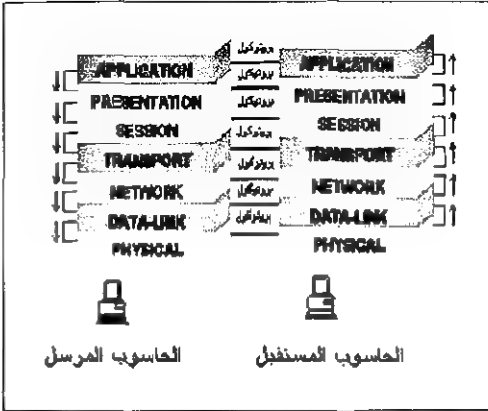 APPLICATION بروتوكول APPLICATION
PRESENTATION بروتوكول PRESENTATION
SESSION بروتوكول SESSION
TRANSPORT بروتوكول TRANSPORT
NETWORK بروتوكول NETWORK
DATA-LINK بروتوكول DATA-LINK
PHYSICAL PHYSICAL
الحاسوب المرسل الحاسوب المستقبل